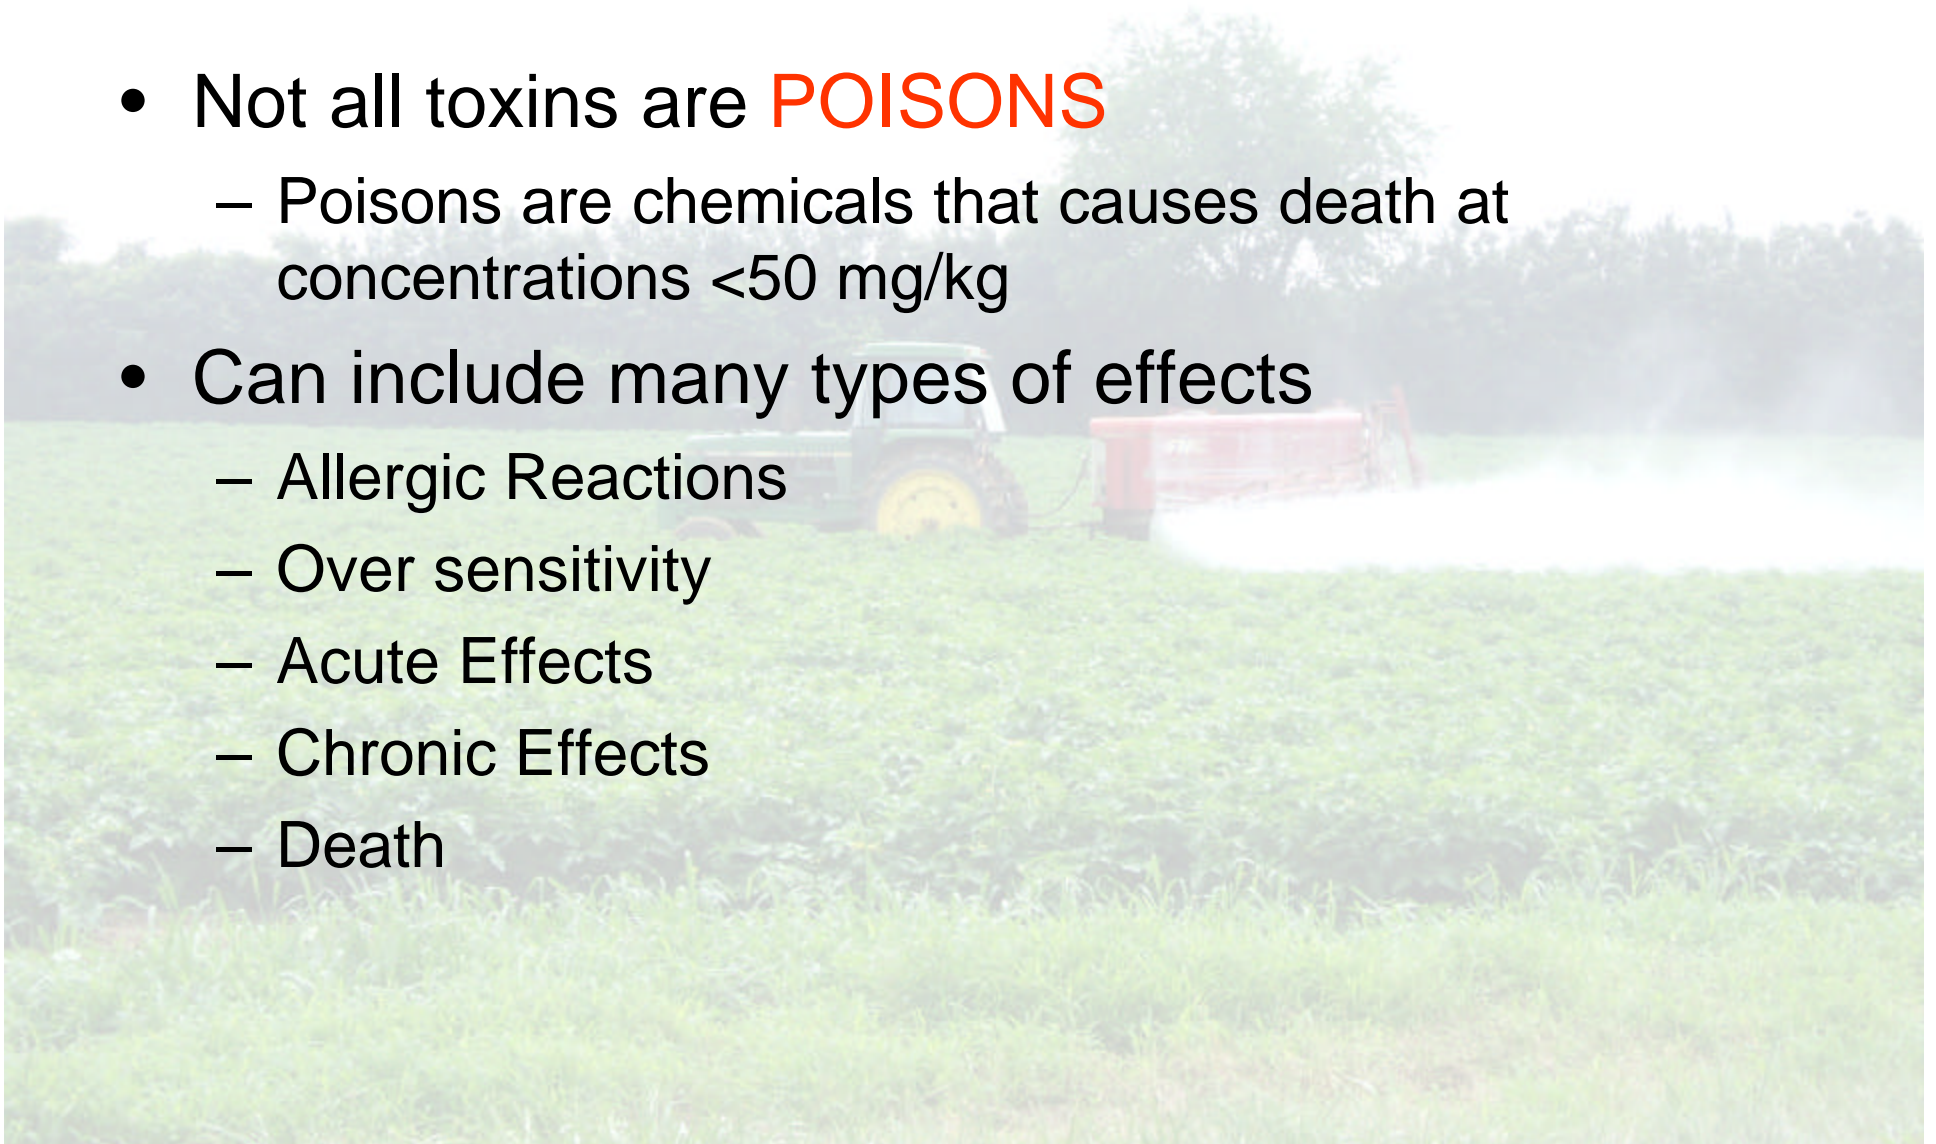 • Not all toxins are POISONS
– Poisons are chemicals that causes death at
concentrations <50 mg/kg
• Can include many types of effects
– Allergic Reactions
– Over sensitivity
– Acute Effects
– Chronic Effects
– Death